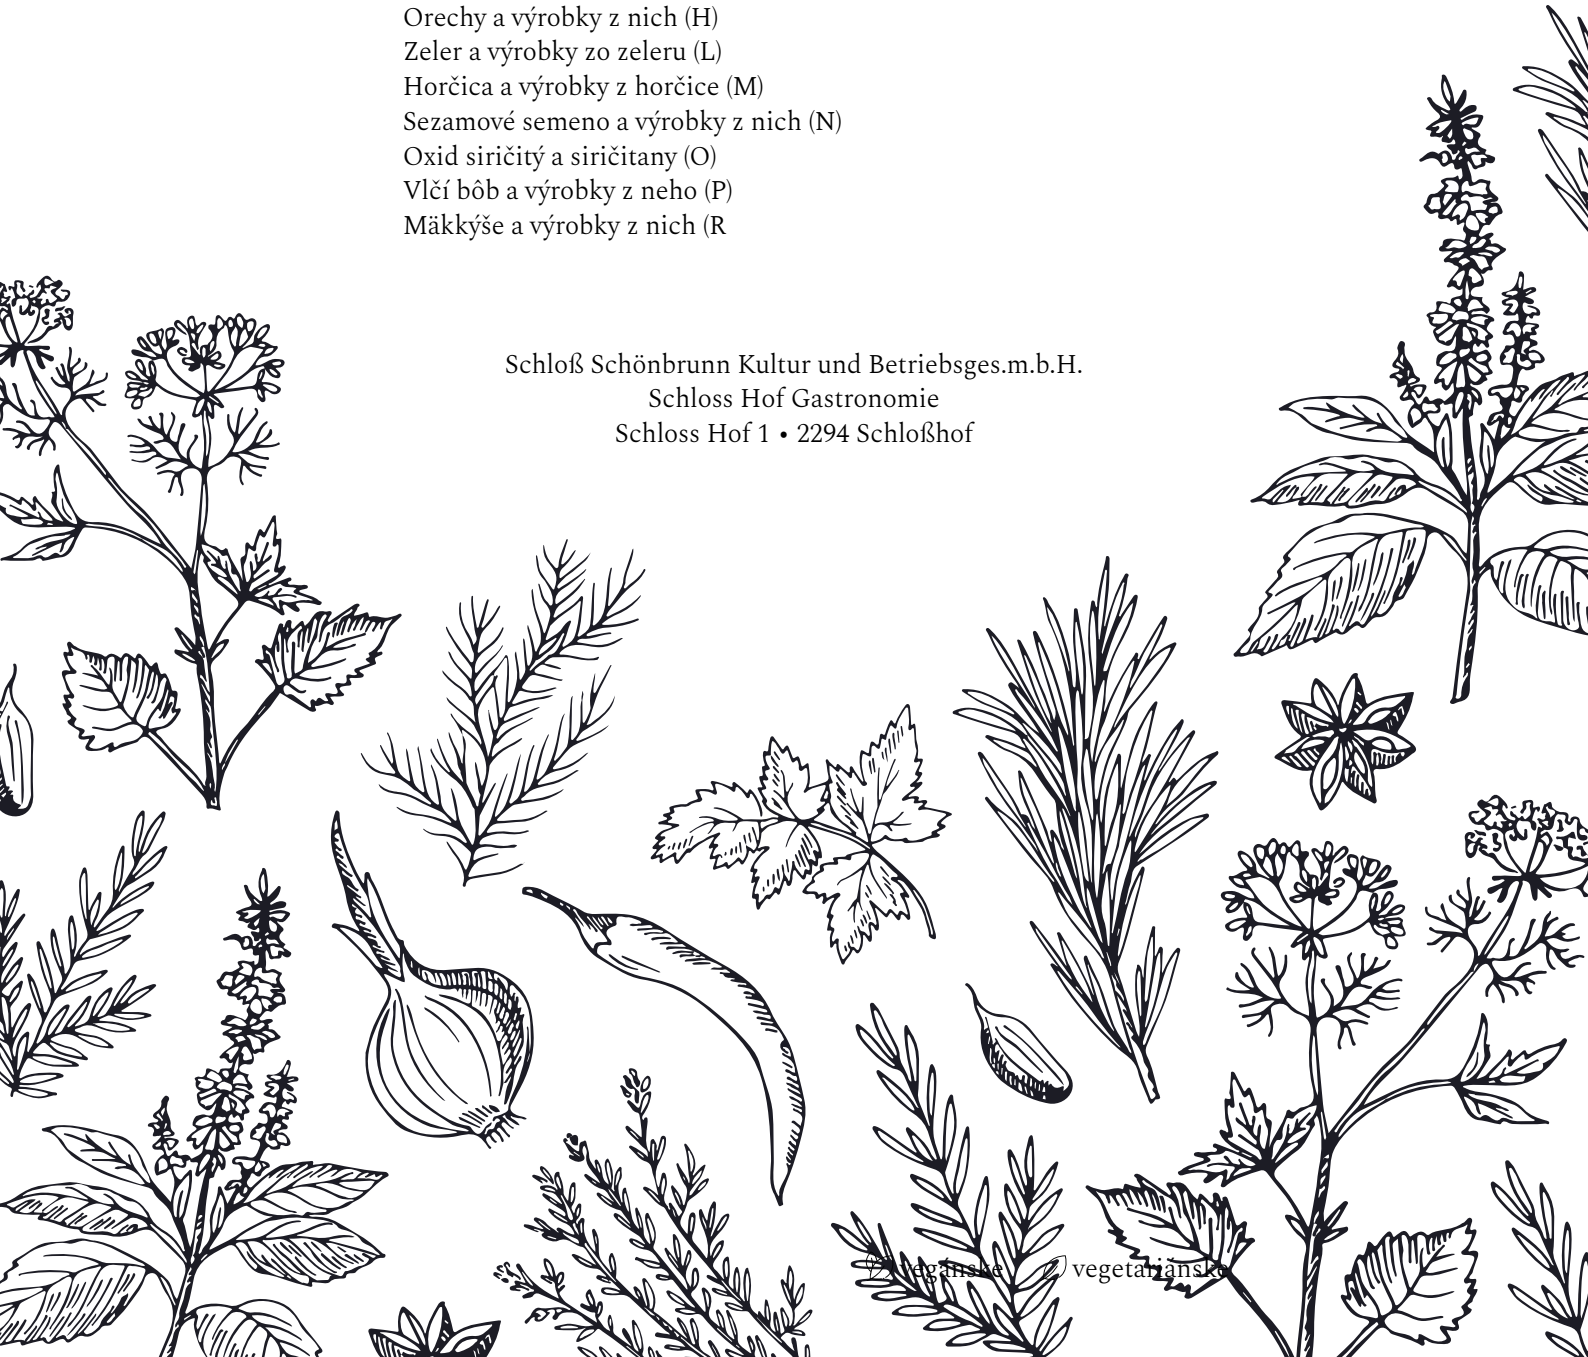 Orechy a výrobky z nich (H)
Zeler a výrobky zo zeleru (L)
Horčica a výrobky z horčice (M)
Sezamové semeno a výrobky z nich (N)
Oxid siričitý a siričitany (O)
Vlčí bôb a výrobky z neho (P)
Mäkkýše a výrobky z nich (R
Schloß Schönbrunn Kultur und Betriebsges.m.b.H.
Schloss Hof Gastronomie
Schloss Hof 1 • 2294 Schloßhof
vegánske vegetariánske